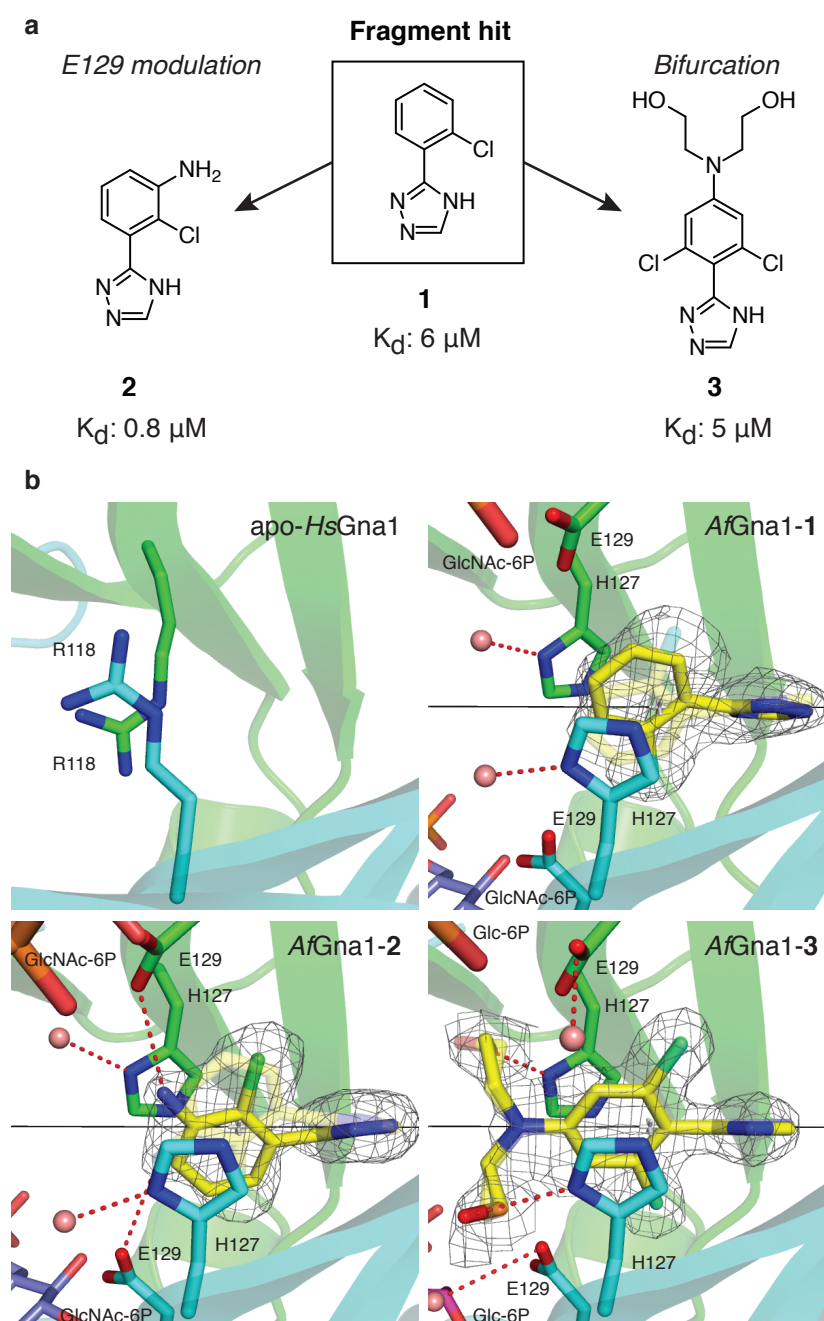 a
Fragment hit
E129 modulation
Bifurcation
HO
OH
NH2
Cl
N
NH
N
2
Kd: 0.8 µM
Cl
N
NH
N
1
Kd: 6 µM
N
Cl
Cl
N
NH
N
3
Kd: 5 µM
b
apo-HsGna1
R118
R118
AfGna1-1
GlcNAc-6P
E129
H127
E129
H127
GlcNAc-6P
AfGna1-2
GlcNAc-6P
E129
H127
E129
H127
GlcNAc-6P
AfGna1-3
Glc-6P
E129
H127
H127
E129
Glc-6P